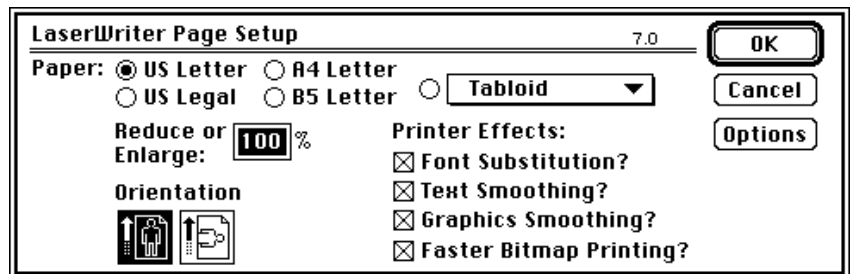 LaserWriter Page Setup 7.0 OK
Paper: US Letter A4 Letter
US Legal B5 Letter Tabloid Cancel
Reduce or Enlarge: 100 %
Printer Effects: Options
Font Substitution?
Orientation Text Smoothing?
Graphics Smoothing?
Faster Bitmap Printing?